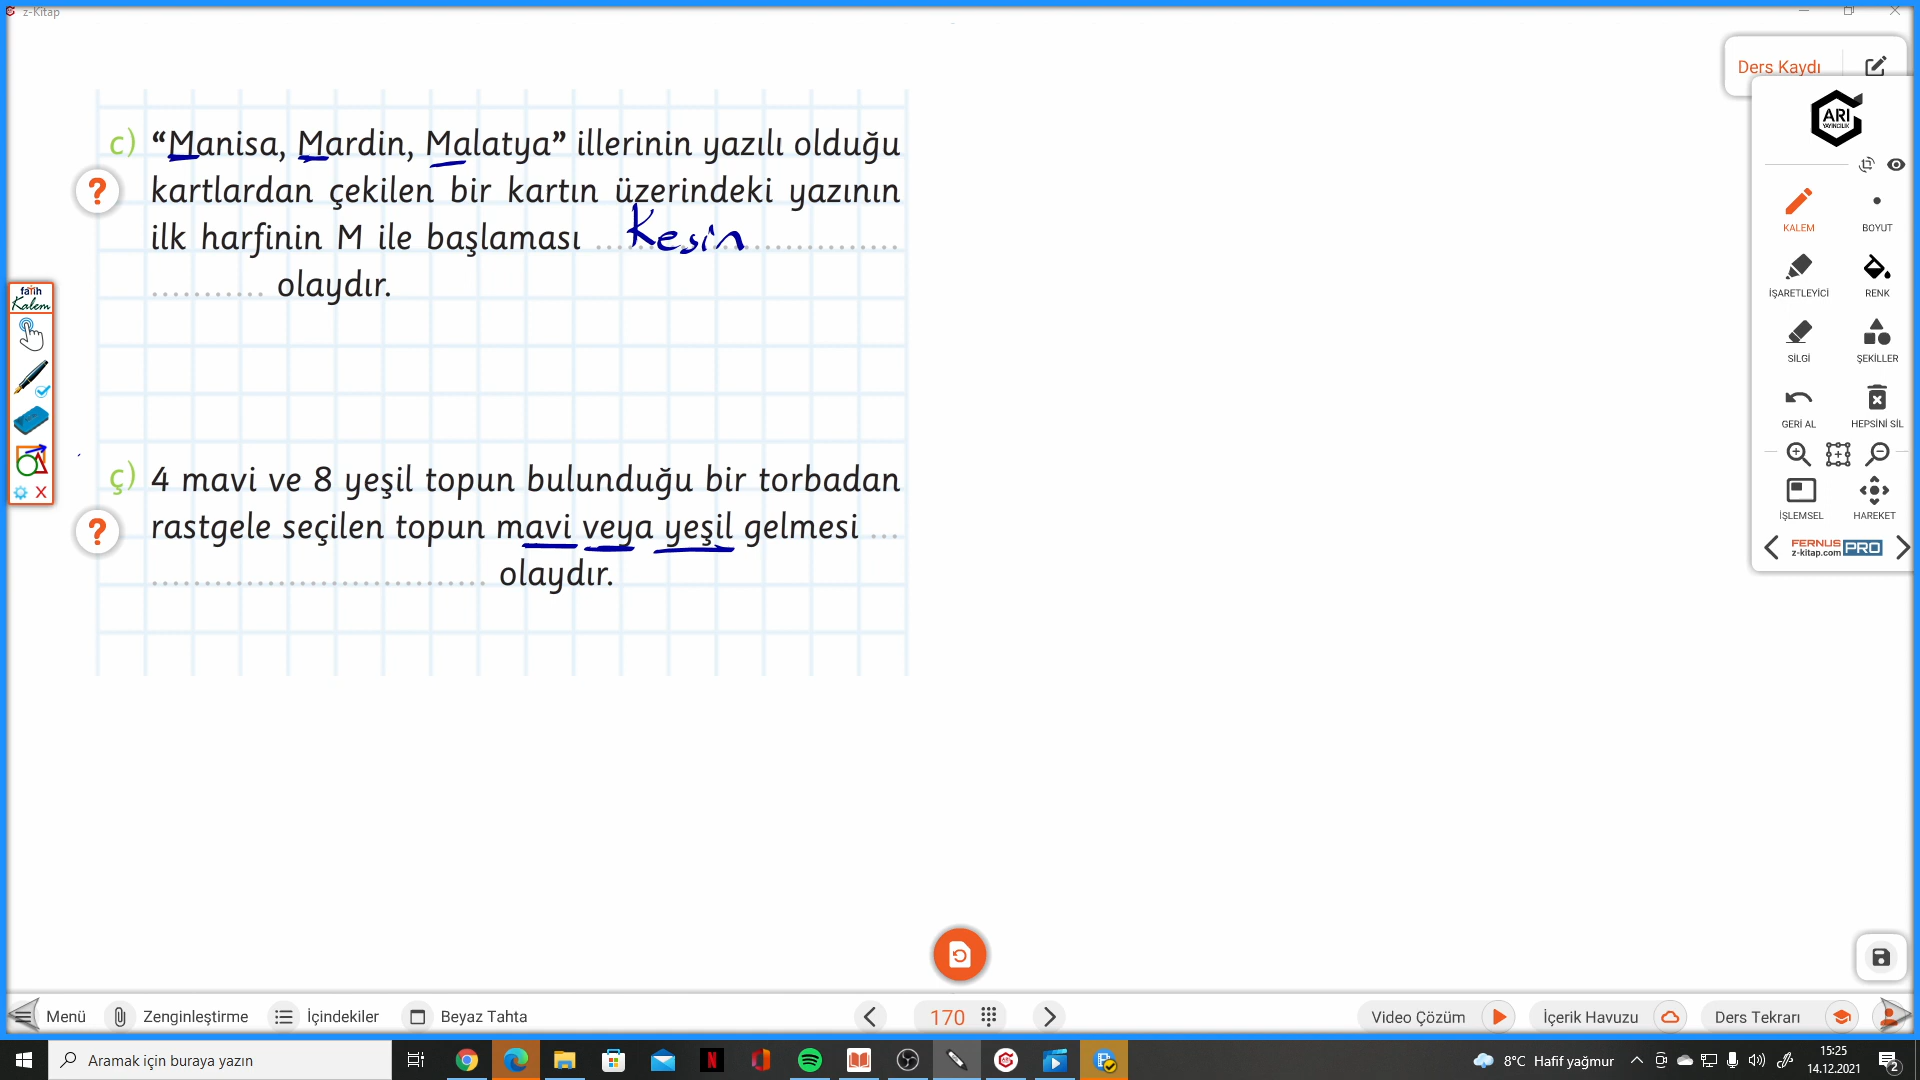 z-Kitap
Ders Kaydı
ARI
YAYINCILIK
c) “Manisa, Mardin, Malatya” illerinin yazılı olduğu
kartlardan çekilen bir kartın üzerindeki yazının
ilk harfinin M ile başlaması ..... Kesin .....
........... olaydır.
ç) 4 mavi ve 8 yeşil topun bulunduğu bir torbadan
rastgele seçilen topun mavi veya yeşil gelmesi ...
................................ olaydır.
fatih
Kalem
KALEM
BOYUT
İŞARETLEYİCİ
RENK
SİLGİ
ŞEKİLLER
GERİ AL
HEPSİNİ SİL
İŞLEMSEL
HAREKET
FERNUS
z-kitap.com PRO
Menü
Zenginleştirme
İçindekiler
Beyaz Tahta
170
Video Çözüm
İçerik Havuzu
Ders Tekrarı
Aramak için buraya yazın
8°C Hafif yağmur
15:25
14.12.2021
2